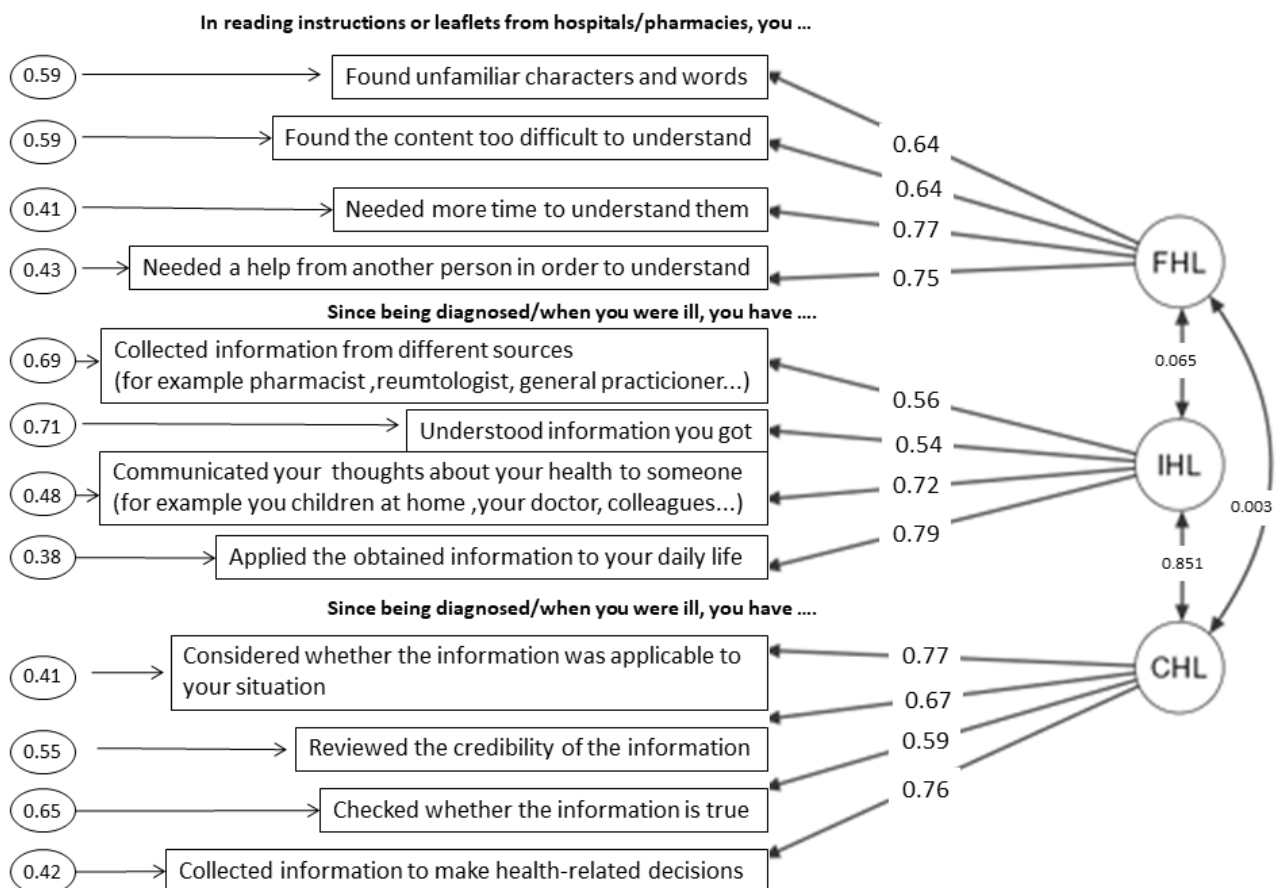 In reading instructions or leaflets from hospitals/pharmacies, you ...
0.59
Found unfamiliar characters and words
0.64
0.59
Found the content too difficult to understand
0.64
0.41
Needed more time to understand them
0.77
0.43
Needed a help from another person in order to understand
0.75
FHL
Since being diagnosed/when you were ill, you have ....
0.69
Collected information from different sources
(for example pharmacist ,reumtologist, general practicioner...)
0.56
0.065
0.71
Understood information you got
0.54
0.48
Communicated your thoughts about your health to someone
(for example you children at home ,your doctor, colleagues...)
0.72
IHL
0.003
0.38
Applied the obtained information to your daily life
0.79
0.851
Since being diagnosed/when you were ill, you have ....
0.41
Considered whether the information was applicable to
your situation
0.77
CHL
0.55
Reviewed the credibility of the information
0.67
0.65
Checked whether the information is true
0.59
0.42
Collected information to make health-related decisions
0.76